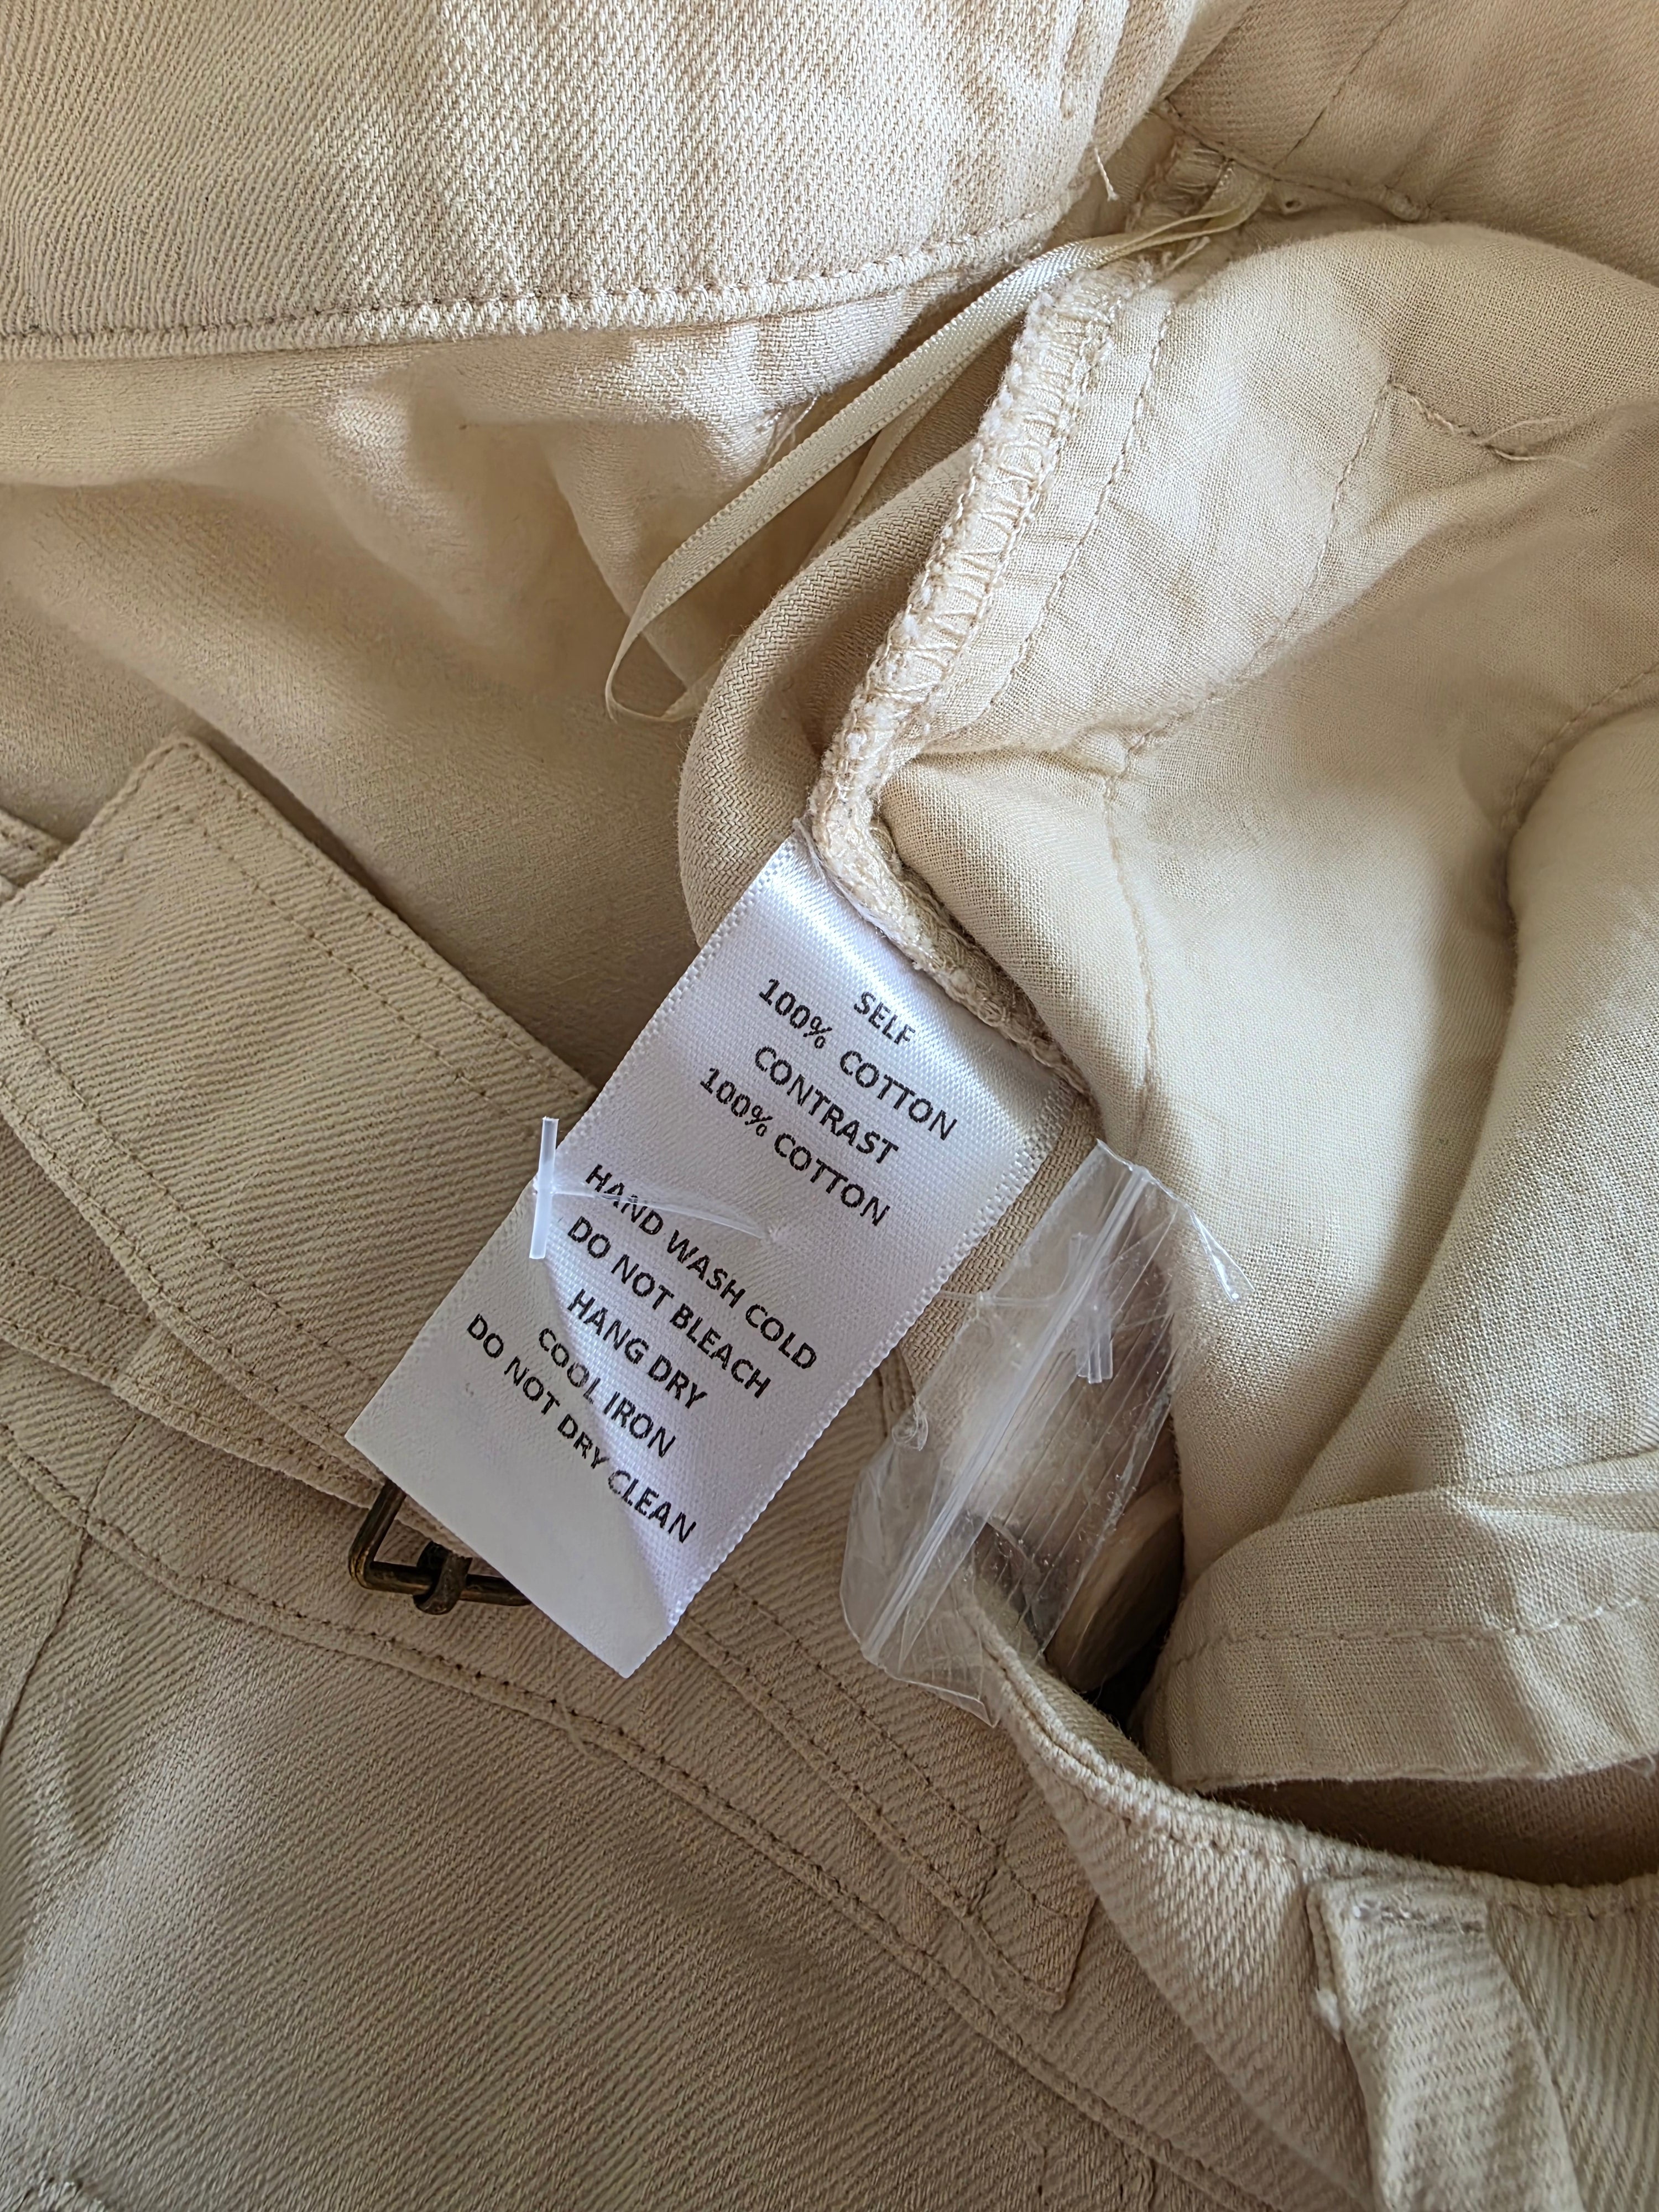 SELF
100% COTTON
CONTRAST
100% COTTON
HAND WASH COLD
DO NOT BLEACH
HANG DRY
COOL IRON
DO NOT DRY CLEAN